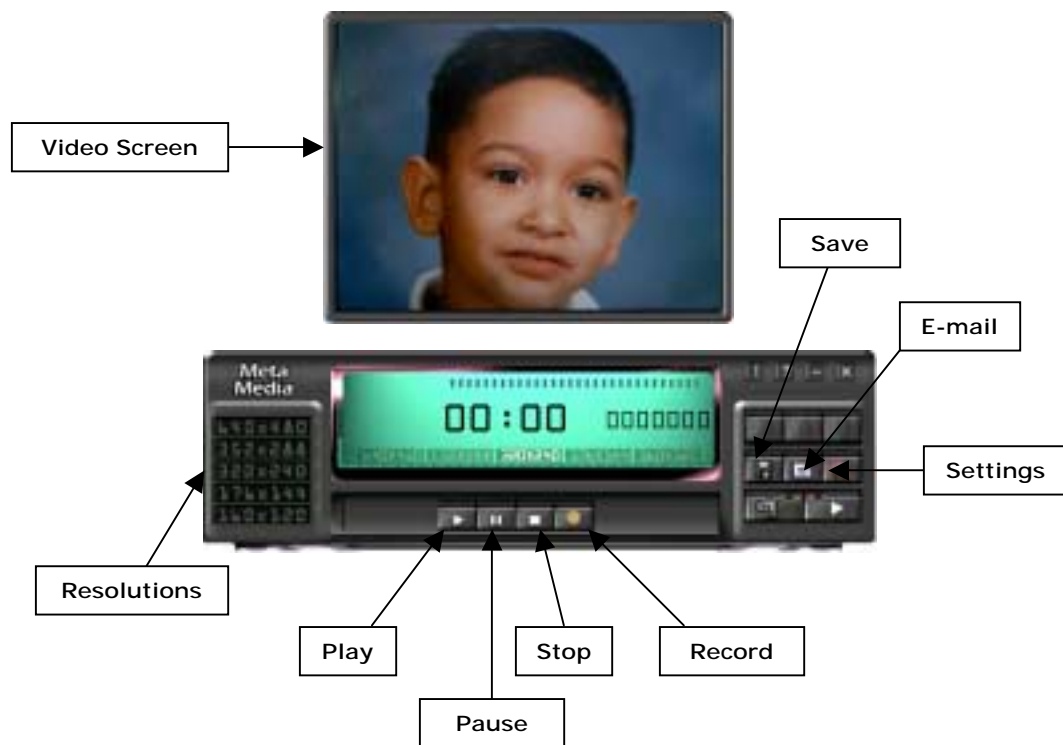 Video Screen
Save
E-mail
Meta
Media
00:00
0000000
640x480
352x288
320x240
176x144
160x120
Settings
Resolutions
Play
Stop
Record
Pause